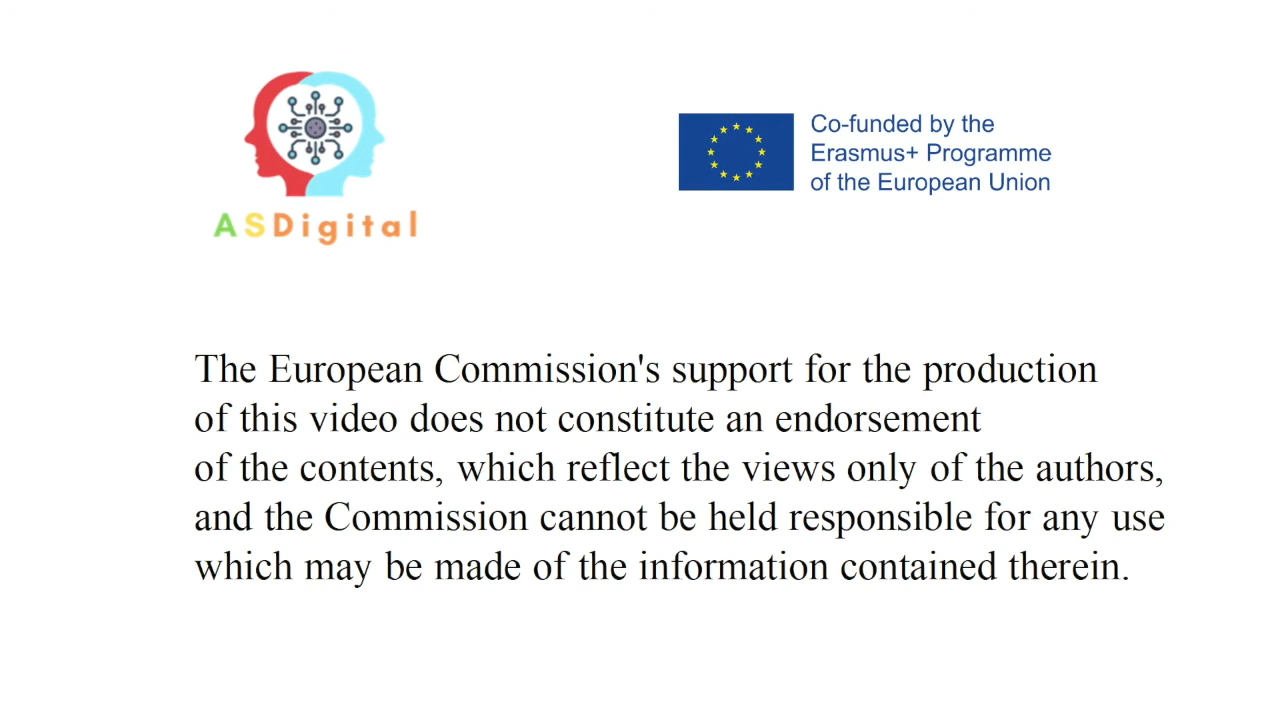 ASDigital
Co-funded by the
Erasmus+ Programme
of the European Union
The European Commission's support for the production
of this video does not constitute an endorsement
of the contents, which reflect the views only of the authors,
and the Commission cannot be held responsible for any use
which may be made of the information contained therein.